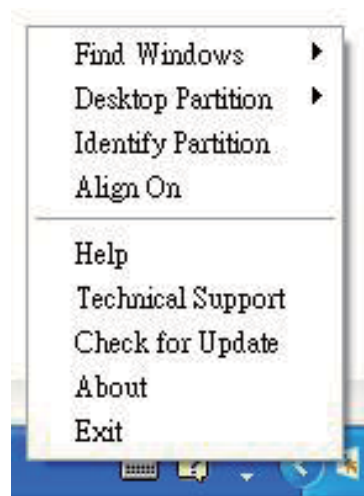 Find Windows
Desktop Partition
Identify Partition
Align On
Help
Technical Support
Check for Update
About
Exit